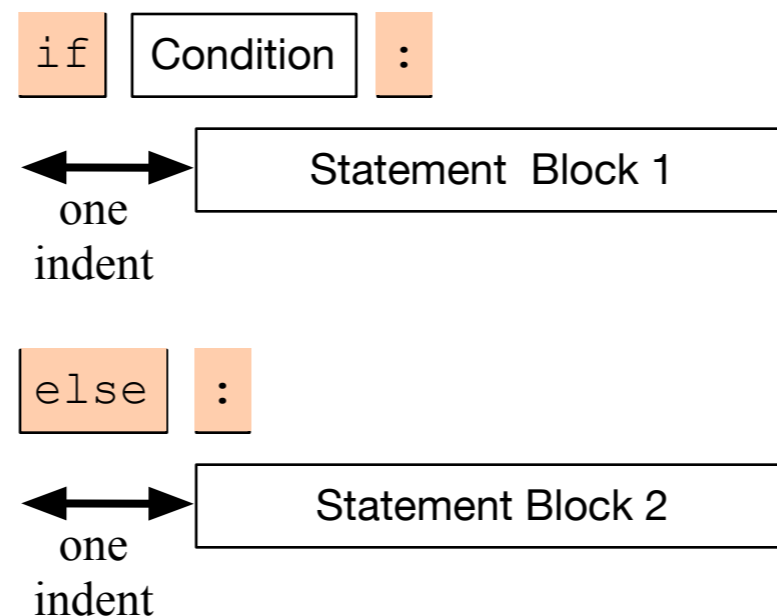 if Condition :
Statement Block 1
one
indent
else :
Statement Block 2
one
indent